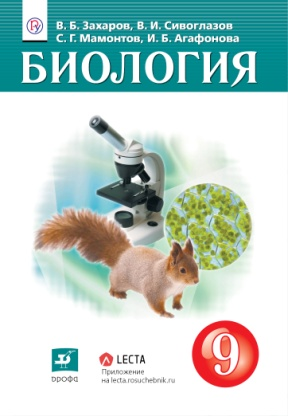 В. Б. Захаров, В. И. Сивоглазов
С. Г. Мамонтов, И. Б. Агафонова
БИОЛОГИЯ
9
дрофа
LECTA
Приложение
на lecta.rosuchebnik.ru